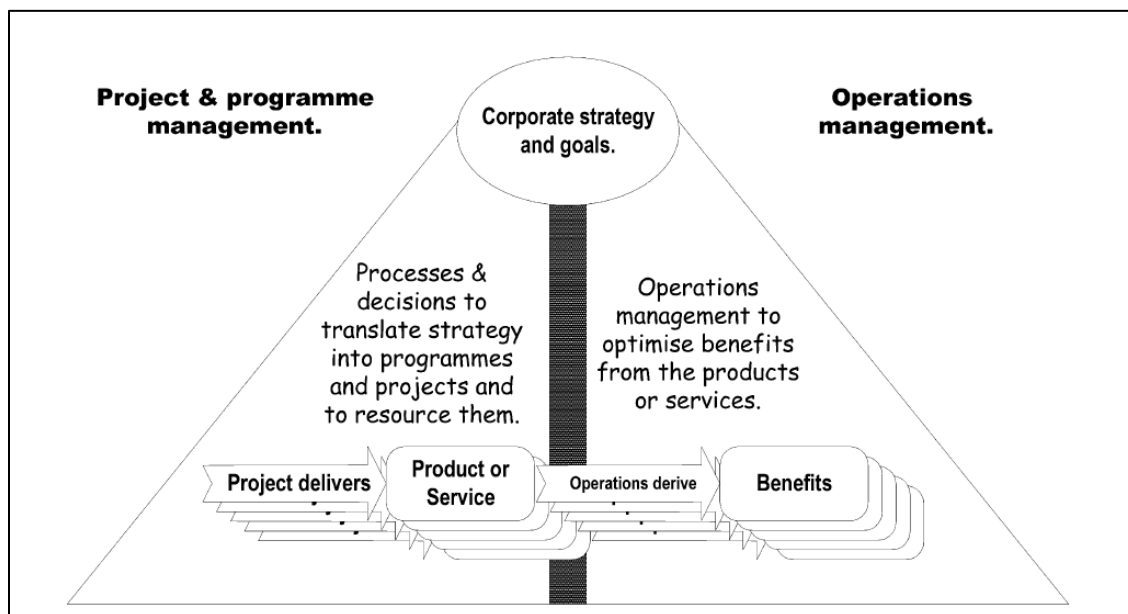 Project & programme
management.
Corporate strategy
and goals.
Operations
management.
Processes &
decisions to
translate strategy
into programmes
and projects and
to resource them.
Operations
management to
optimise benefits
from the products
or services.
Project delivers
Product or
Service
Operations derive
Benefits